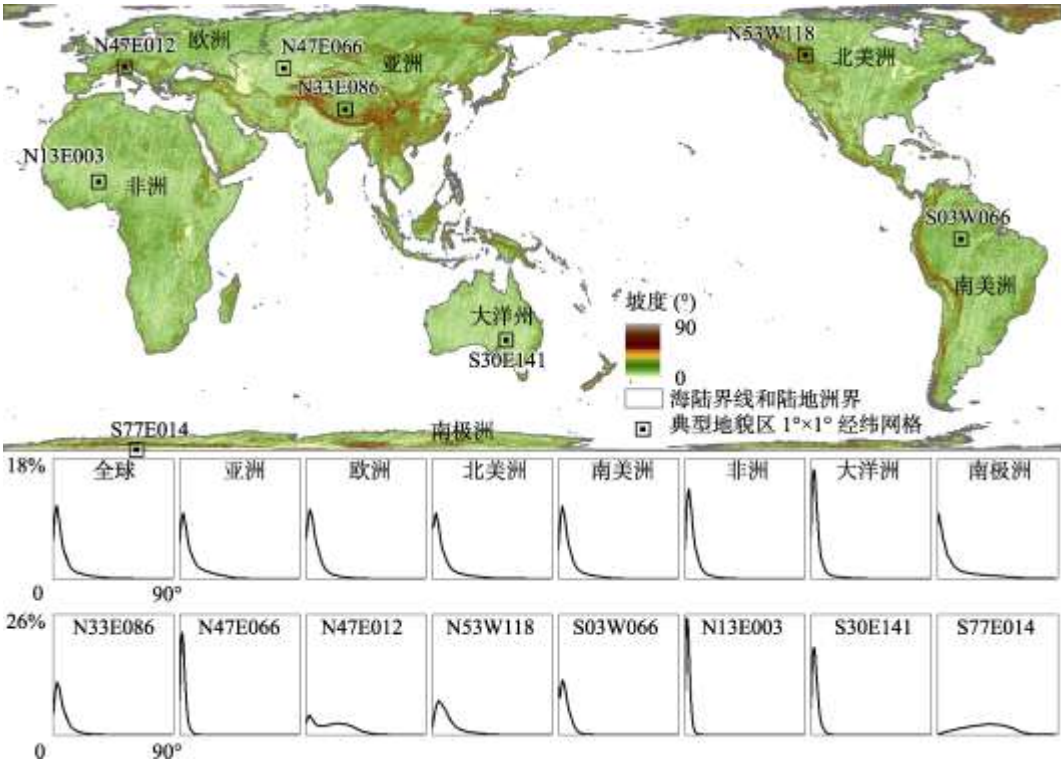 N47E012
欧洲
N47E066
亚洲
N53W118
北美洲
N33E086
N13E003
非洲
S03W066
南美洲
大洋州
S30E141
坡度 (°)
90
0
海陆界线和陆地洲界
典型地貌区 1°×1° 经纬网格
S77E014
南极洲
18%
全球
亚洲
欧洲
北美洲
南美洲
非洲
大洋洲
南极洲
0
90°
26%
N33E086
N47E066
N47E012
N53W118
S03W066
N13E003
S30E141
S77E014
0
90°